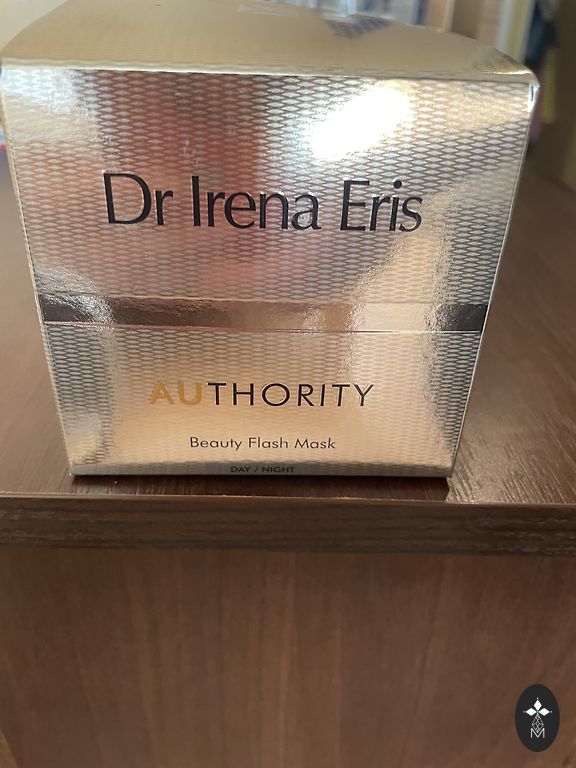 Dr Irena Eris
AUTHORITY
Beauty Flash Mask
DAY / NIGHT
M